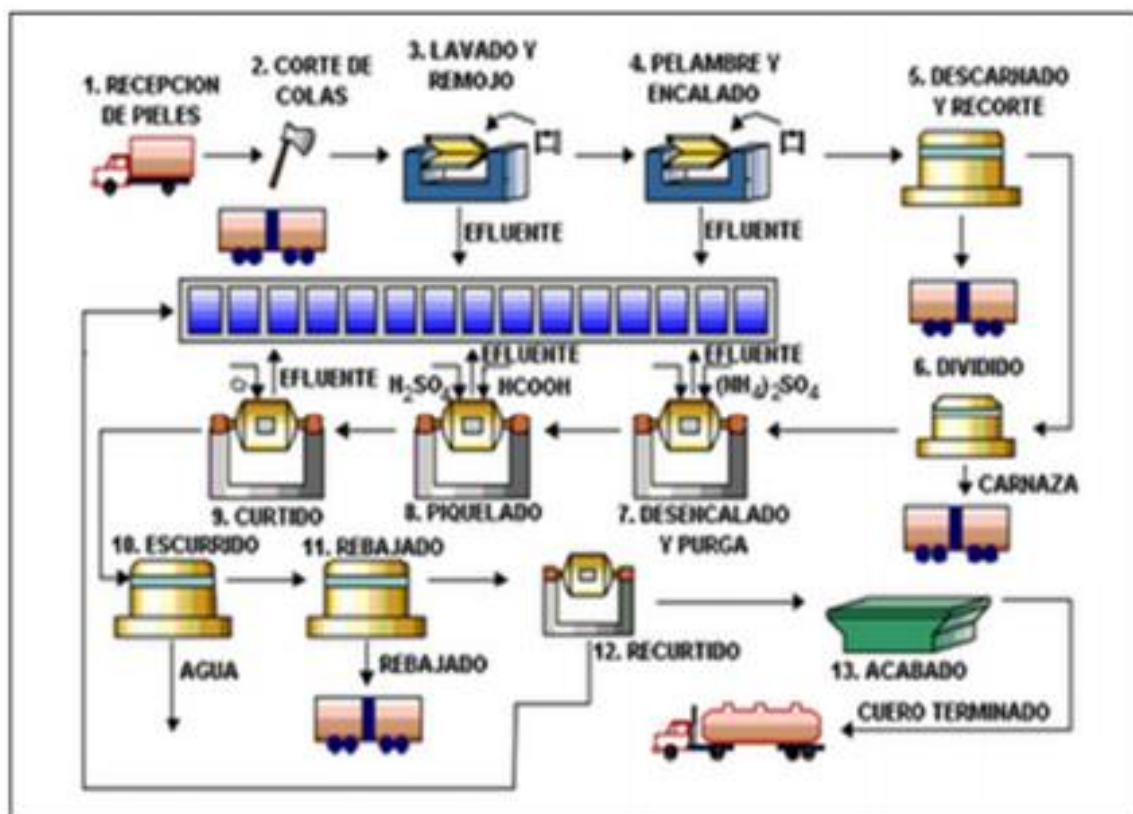 1. RECEPCION
DE PIELES
2. CORTE DE
COLAS
3. LAVADO Y
REMOJO
4. PELAMBRE Y
ENCALADO
5. DESCARNADO
Y RECORTE
EFLUENTE
EFLUENTE
6. DIVIDIDO
CARNAZA
EFLUENTE
(NH4)2SO4
7. DESENCALADO
Y PURGA
EFLUENTE
H2SO4
HCOOH
8. PIQUELADO
EFLUENTE
9. CURTIDO
10. ESCURRIDO
AGUA
11. REBAJADO
REBAJADO
12. RECURTIDO
13. ACABADO
CUERO TERMINADO